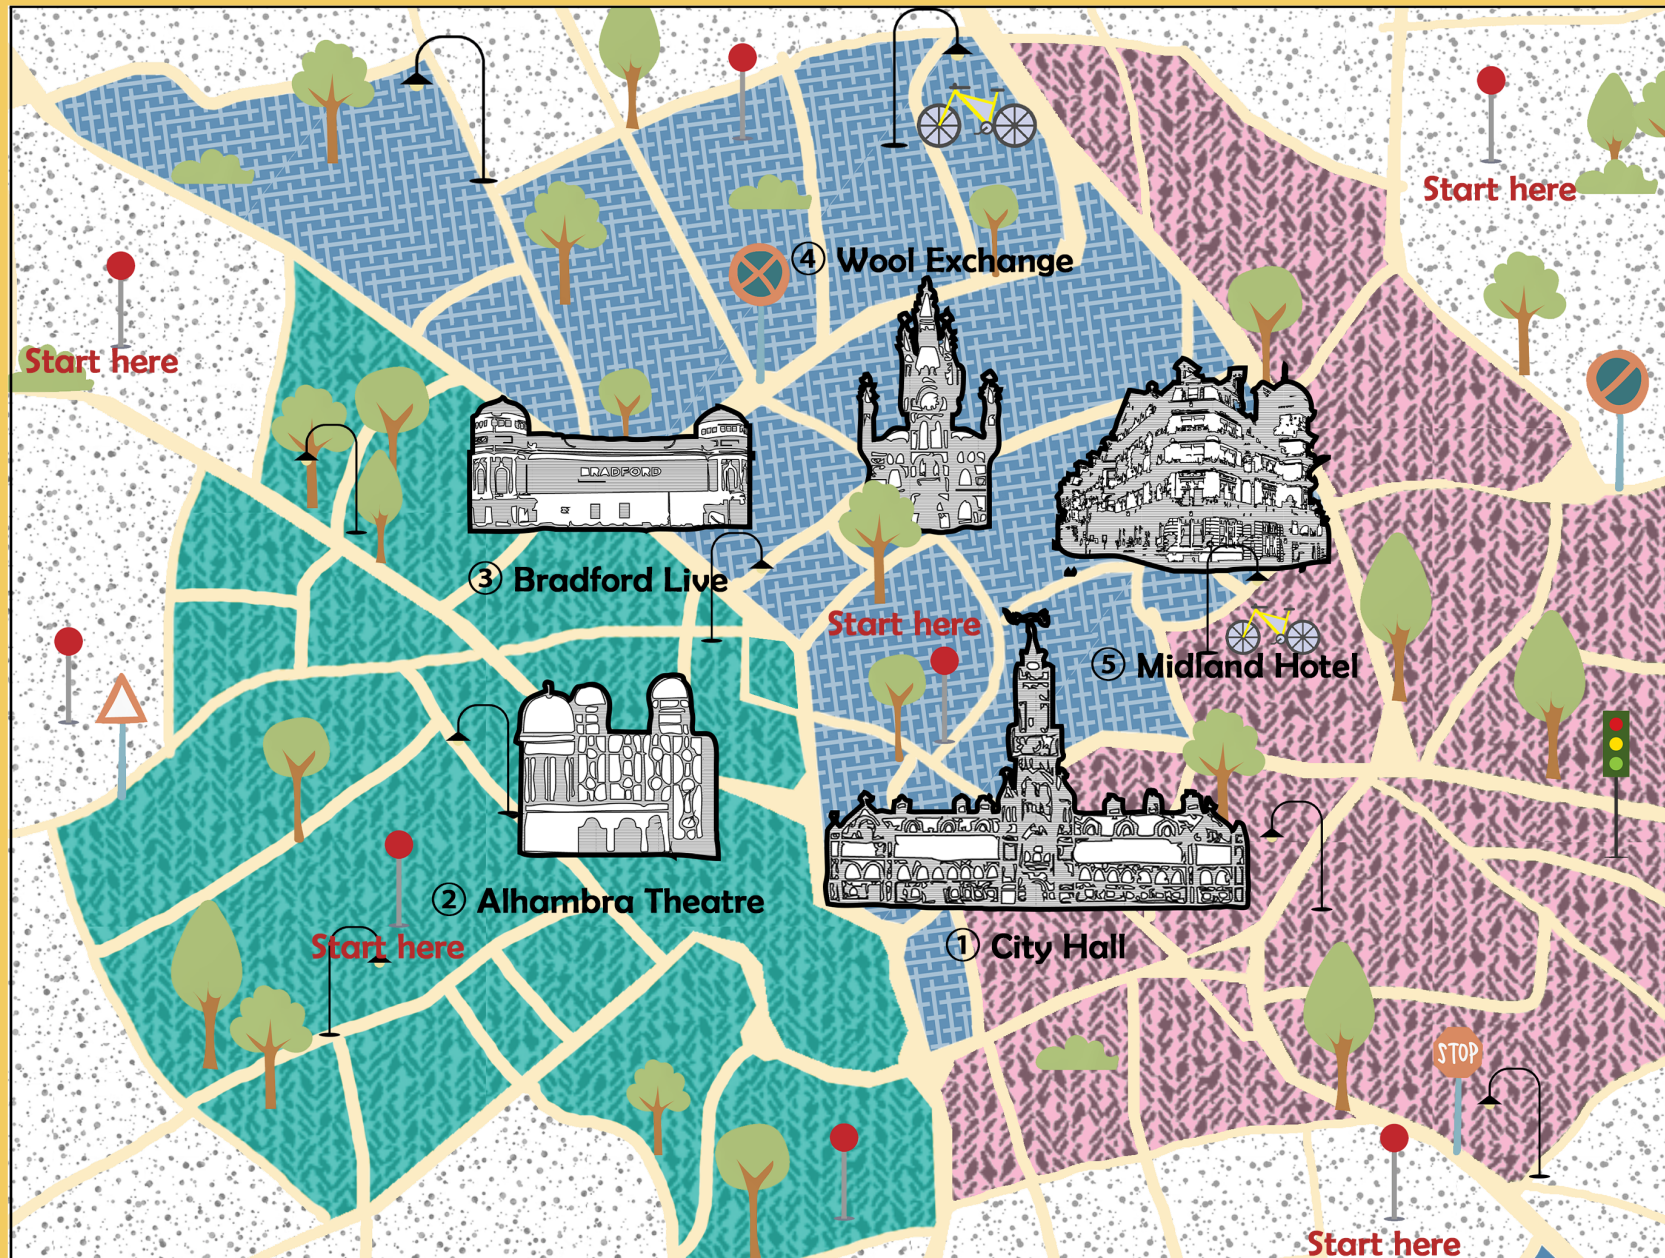 Start here
④ Wool Exchange
Start here
BRADFORD
③ Bradford Live
Start here
⑤ Midland Hotel
② Alhambra Theatre
Start here
① City Hall
STOP
Start here